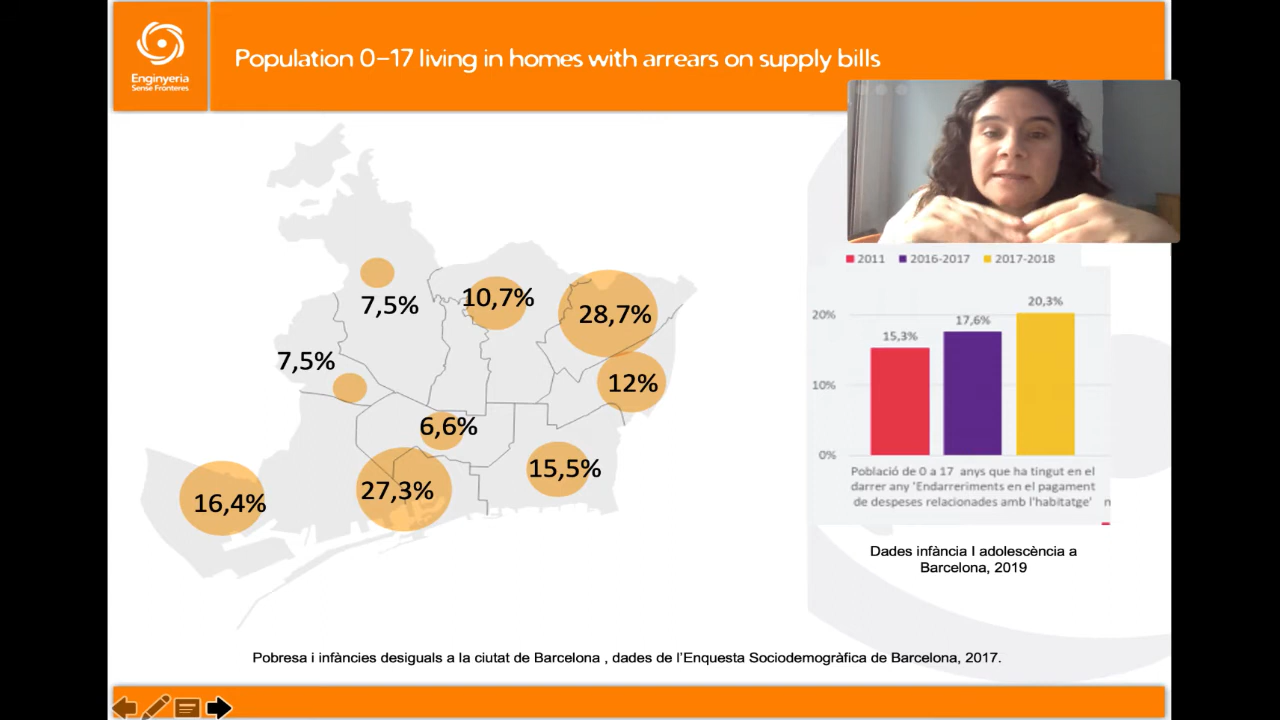 Enginyeria
Sense Fronteres
Population 0–17 living in homes with arrears on supply bills
7,5%
10,7%
28,7%
7,5%
12%
6,6%
15,5%
16,4%
27,3%
2011 2016-2017 2017-2018
20%
10%
0%
15,3%
17,6%
20,3%
Població de 0 a 17 anys que ha tingut en el
darrer any 'Endarreriments en el pagament
de despeses relacionades amb l'habitatge'
n
Dades infància I adolescència a
Barcelona, 2019
Pobresa i infàncies desiguals a la ciutat de Barcelona , dades de l'Enquesta Sociodemogràfica de Barcelona, 2017.